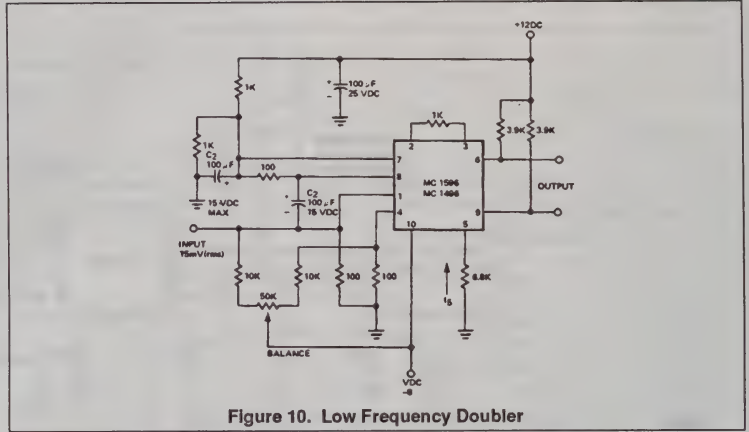 +12DC
1K
+ 100 µF
− 25 VDC
1K
3.9K 3.9K
1K
C2
100 µF
+
2 3
7
6
100
8
MC 1596
MC 1496
OUTPUT
15 VDC
MAX
+ C2
100 µF
− 15 VDC
1
4
9
10 5
INPUT
15mV(rms)
10K
10K
100
100
I5
6.8K
50K
BALANCE
VDC
−8
Figure 10. Low Frequency Doubler